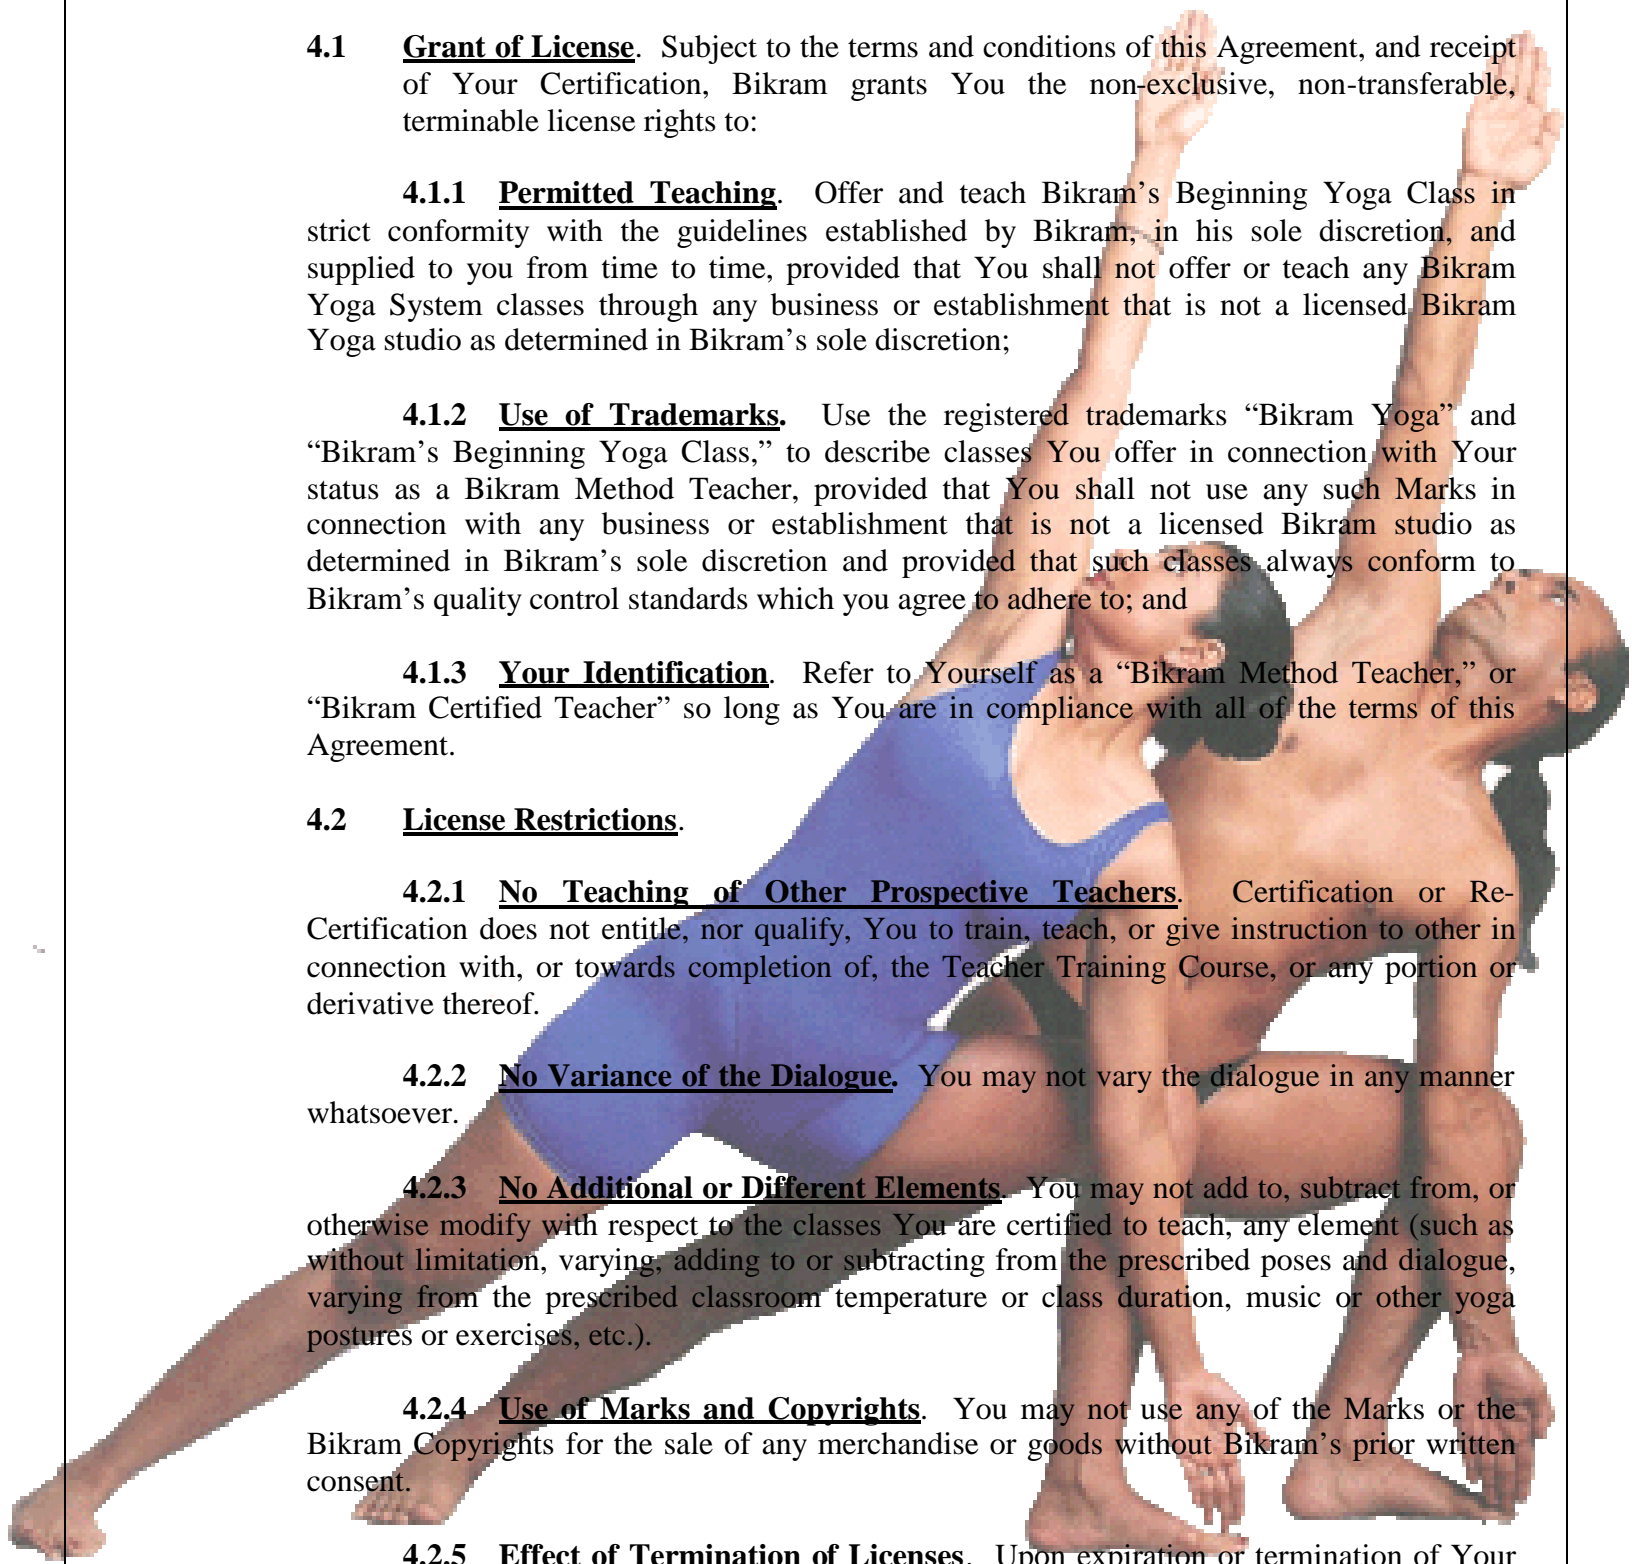 4.1 Grant of License. Subject to the terms and conditions of this Agreement, and receipt
of Your Certification, Bikram grants You the non-exclusive, non-transferable,
terminable license rights to:
4.1.1 Permitted Teaching. Offer and teach Bikram’s Beginning Yoga Class in
strict conformity with the guidelines established by Bikram, in his sole discretion, and
supplied to you from time to time, provided that You shall not offer or teach any Bikram
Yoga System classes through any business or establishment that is not a licensed Bikram
Yoga studio as determined in Bikram’s sole discretion;
4.1.2 Use of Trademarks. Use the registered trademarks “Bikram Yoga” and
“Bikram’s Beginning Yoga Class,” to describe classes You offer in connection with Your
status as a Bikram Method Teacher, provided that You shall not use any such Marks in
connection with any business or establishment that is not a licensed Bikram studio as
determined in Bikram’s sole discretion and provided that such classes always conform to
Bikram’s quality control standards which you agree to adhere to; and
4.1.3 Your Identification. Refer to Yourself as a “Bikram Method Teacher,” or
“Bikram Certified Teacher” so long as You are in compliance with all of the terms of this
Agreement.
4.2 License Restrictions.
4.2.1 No Teaching of Other Prospective Teachers. Certification or Re-
Certification does not entitle, nor qualify, You to train, teach, or give instruction to other in
connection with, or towards completion of, the Teacher Training Course, or any portion or
derivative thereof.
4.2.2 No Variance of the Dialogue. You may not vary the dialogue in any manner
whatsoever.
4.2.3 No Additional or Different Elements. You may not add to, subtract from, or
otherwise modify with respect to the classes You are certified to teach, any element (such as
without limitation, varying, adding to or subtracting from the prescribed poses and dialogue,
varying from the prescribed classroom temperature or class duration, music or other yoga
postures or exercises, etc.).
4.2.4 Use of Marks and Copyrights. You may not use any of the Marks or the
Bikram Copyrights for the sale of any merchandise or goods without Bikram’s prior written
consent.
4.2.5 Effect of Termination of Licenses. Upon expiration or termination of Your